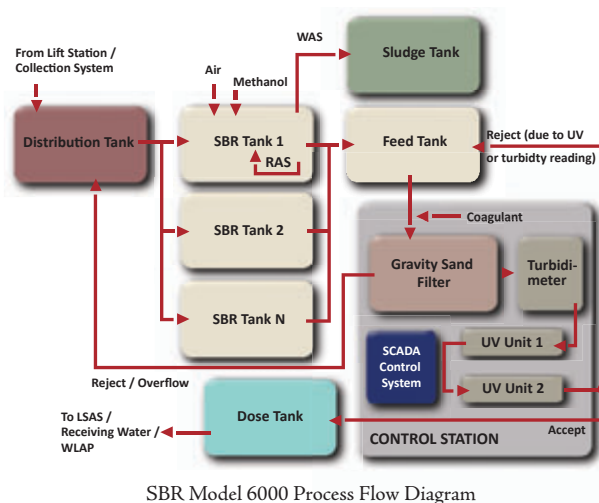 From Lift Station /
Collection System
WAS
Sludge Tank
Air
Methanol
Distribution Tank
SBR Tank 1
RAS
Feed Tank
Reject (due to UV
or turbidty reading)
Coagulant
SBR Tank 2
Gravity Sand
Filter
Turbidi-
meter
SBR Tank N
SCADA
Control
System
UV Unit 1
UV Unit 2
Reject / Overflow
To LSAS /
Receiving Water /
WLAP
Dose Tank
Accept
CONTROL STATION
SBR Model 6000 Process Flow Diagram